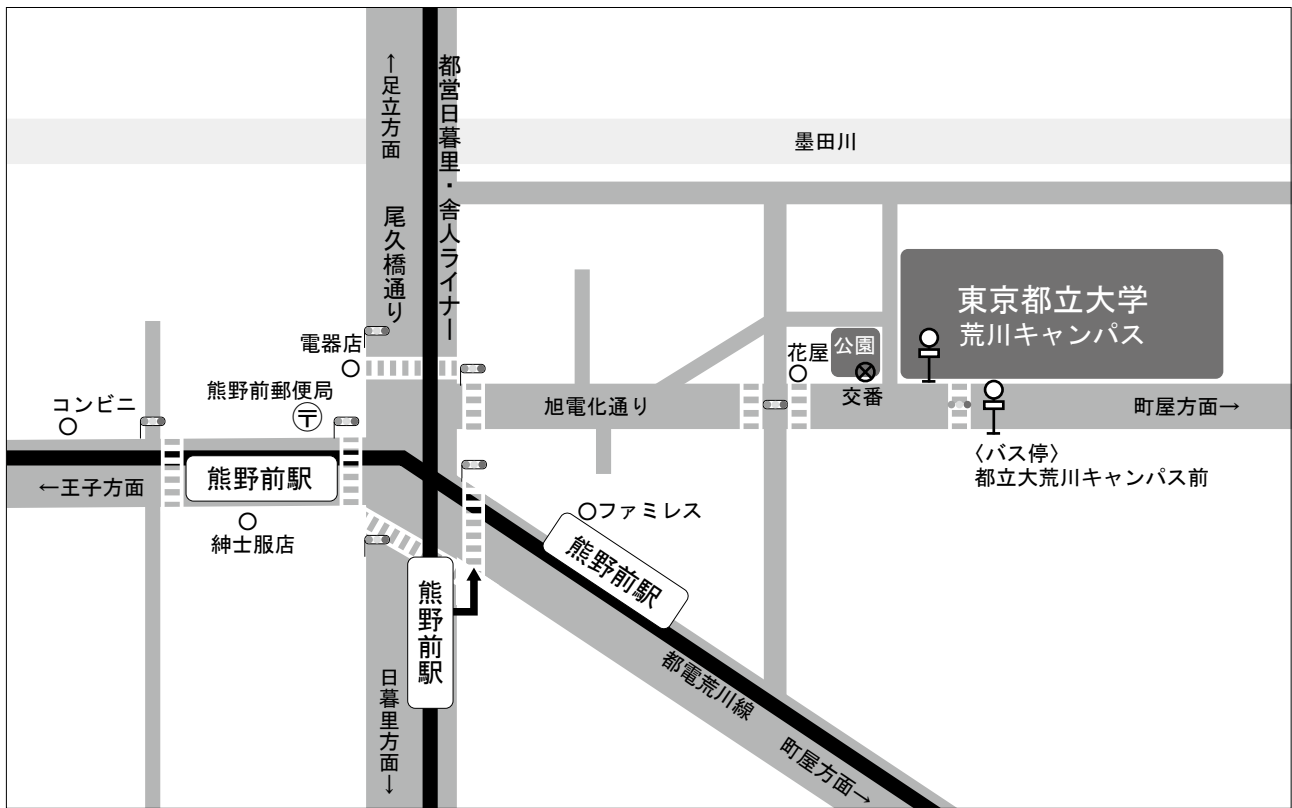 ↑足立方面
都営日暮里・舎人ライナー
墨田川
尾久橋通り
東京都立大学
荒川キャンパス
電器店
花屋
公園
熊野前郵便局
〒
コンビニ
旭電化通り
交番
町屋方面→
〈バス停〉
都立大荒川キャンパス前
熊野前駅
←王子方面
紳士服店
ファミレス
熊野前駅
熊野前駅
都電荒川線
日暮里方面↓
町屋方面→